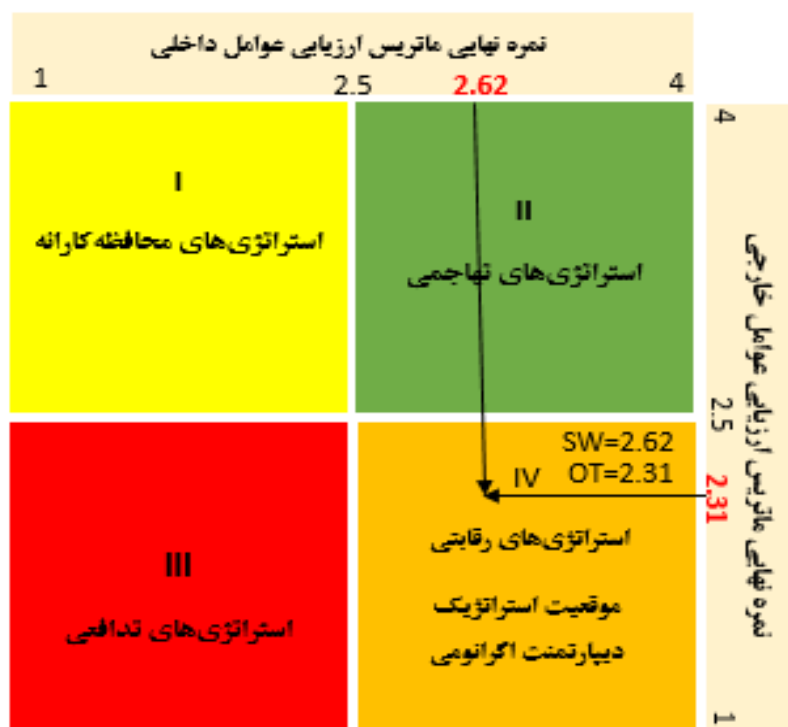 نمره نهایی ماتریس ارزیابی عوامل داخلی
1
2.5
2.62
4
I
استراتژی‌های محافظه‌کارانه
II
استراتژی‌های تهاجمی
4
نمره نهایی ماتریس ارزیابی عوامل خارجی
2.5
2.31
1
III
استراتژی‌های تدافعی
SW=2.62
OT=2.31
IV
استراتژی‌های رقابتی
موقعیت استراتژیک
دیپارتمنت اگرانومی